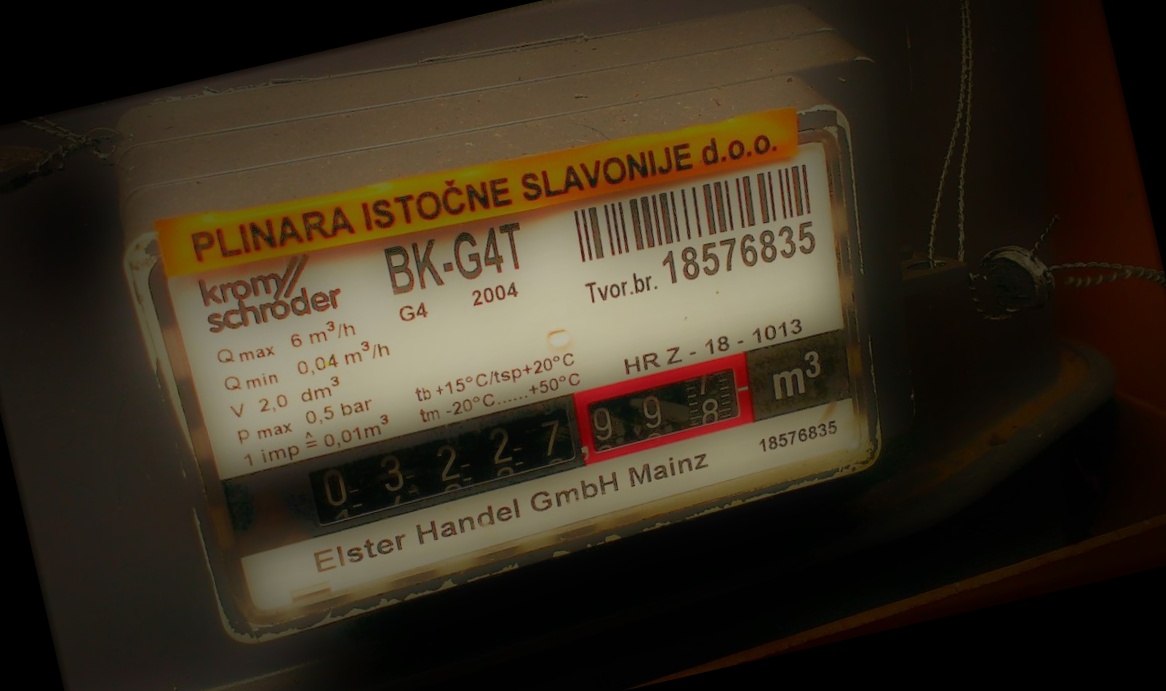 PLINARA ISTOČNE SLAVONIJE d.o.o.
krom//
schröder
BK-G4T
G4 2004
Tvor.br. 18576835
Q max 6 m³/h
Q min 0,04 m³/h
V 2,0 dm³
p max 0,5 bar
1 imp ≙ 0,01m³
tb +15°C/tsp+20°C
tm -20°C......+50°C
HR Z - 18 - 1013
0 3 2 2 7 , 9 9 8 m³
Elster Handel GmbH Mainz
18576835